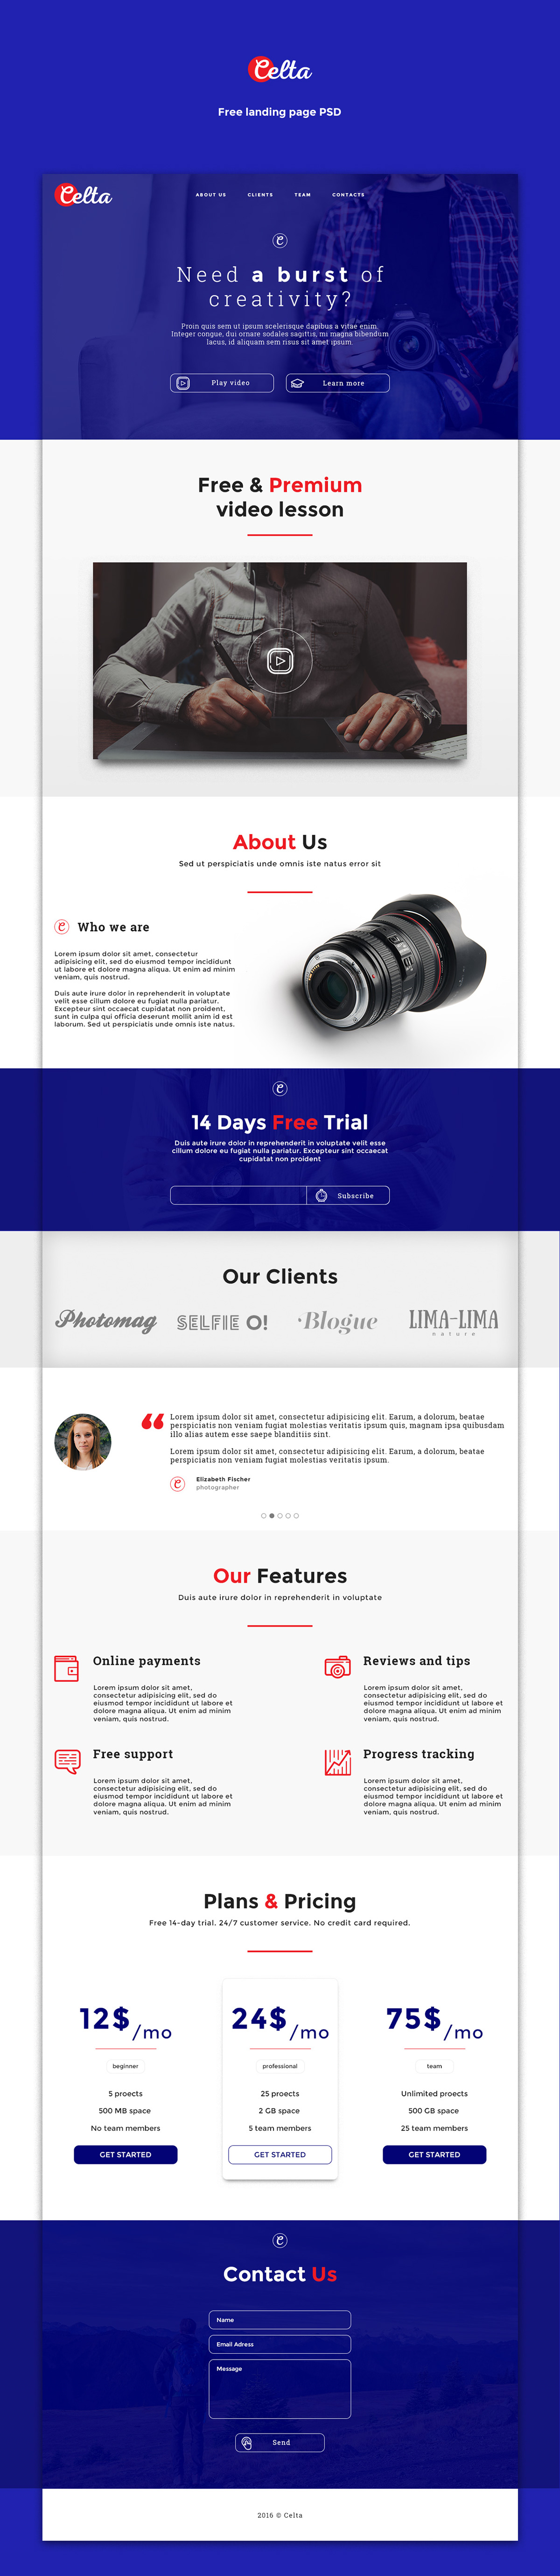 Celta
Free landing page PSD
Celta
ABOUT US CLIENTS TEAM CONTACTS
C
Need a burst of
creativity?
Proin quis sem ut ipsum scelerisque dapibus a vitae enim.
Integer congue, dui ornare sodales sagittis, mi magna bibendum
lacus, id aliquam sem risus sit amet ipsum.
Play video
Learn more
Free & Premium
video lesson
About Us
Sed ut perspiciatis unde omnis iste natus error sit
C Who we are
Lorem ipsum dolor sit amet, consectetur
adipisicing elit, sed do eiusmod tempor incididunt
ut labore et dolore magna aliqua. Ut enim ad minim
veniam, quis nostrud.
Duis aute irure dolor in reprehenderit in voluptate
velit esse cillum dolore eu fugiat nulla pariatur.
Excepteur sint occaecat cupidatat non proident,
sunt in culpa qui officia deserunt mollit anim id est
laborum. Sed ut perspiciatis unde omnis iste natus.
C
14 Days Free Trial
Duis aute irure dolor in reprehenderit in voluptate velit esse
cillum dolore eu fugiat nulla pariatur. Excepteur sint occaecat
cupidatat non proident
Subscribe
Our Clients
Photomag
SELFIE O!
Blogue
LIMA-LIMA
nature
“ Lorem ipsum dolor sit amet, consectetur adipisicing elit. Earum, a dolorum, beatae
perspiciatis non veniam fugiat molestias veritatis ipsum quis, magnam ipsa quibusdam
illo alias autem esse saepe blanditiis sint.
Lorem ipsum dolor sit amet, consectetur adipisicing elit. Earum, a dolorum, beatae
perspiciatis non veniam fugiat molestias veritatis ipsum.
C Elizabeth Fischer
photographer
Our Features
Duis aute irure dolor in reprehenderit in voluptate
Online payments
Lorem ipsum dolor sit amet,
consectetur adipisicing elit, sed do
eiusmod tempor incididunt ut labore et
dolore magna aliqua. Ut enim ad minim
veniam, quis nostrud.
Reviews and tips
Lorem ipsum dolor sit amet,
consectetur adipisicing elit, sed do
eiusmod tempor incididunt ut labore et
dolore magna aliqua. Ut enim ad minim
veniam, quis nostrud.
Free support
Lorem ipsum dolor sit amet,
consectetur adipisicing elit, sed do
eiusmod tempor incididunt ut labore et
dolore magna aliqua. Ut enim ad minim
veniam, quis nostrud.
Progress tracking
Lorem ipsum dolor sit amet,
consectetur adipisicing elit, sed do
eiusmod tempor incididunt ut labore et
dolore magna aliqua. Ut enim ad minim
veniam, quis nostrud.
Plans & Pricing
Free 14-day trial. 24/7 customer service. No credit card required.
12$/mo
beginner
5 proects
500 MB space
No team members
GET STARTED
24$/mo
professional
25 proects
2 GB space
5 team members
GET STARTED
75$/mo
team
Unlimited proects
500 GB space
25 team members
GET STARTED
C
Contact Us
Name
Email Adress
Message
Send
2016 © Celta